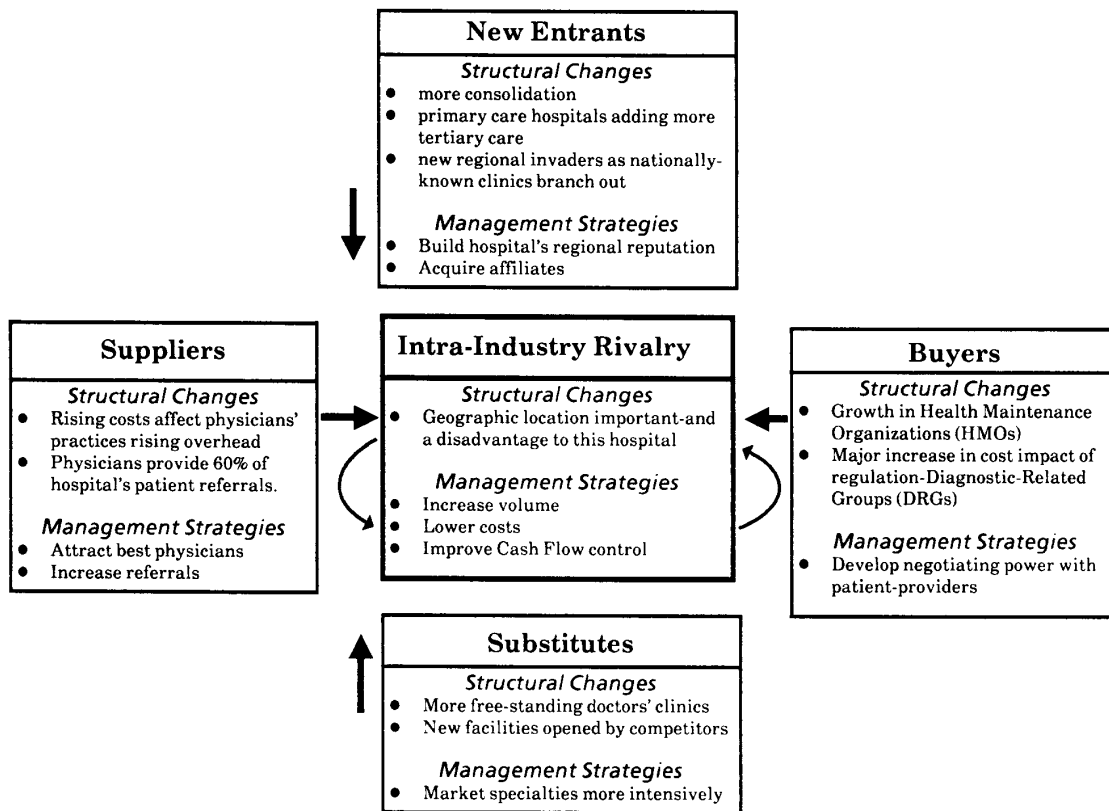 New Entrants
Structural Changes
● more consolidation
● primary care hospitals adding more
tertiary care
● new regional invaders as nationally-
known clinics branch out
Management Strategies
● Build hospital's regional reputation
● Acquire affiliates
Suppliers
Structural Changes
● Rising costs affect physicians'
practices rising overhead
● Physicians provide 60% of
hospital's patient referrals.
Management Strategies
● Attract best physicians
● Increase referrals
Intra-Industry Rivalry
Structural Changes
● Geographic location important-and
a disadvantage to this hospital
Management Strategies
● Increase volume
● Lower costs
● Improve Cash Flow control
Buyers
Structural Changes
● Growth in Health Maintenance
Organizations (HMOs)
● Major increase in cost impact of
regulation-Diagnostic-Related
Groups (DRGs)
Management Strategies
● Develop negotiating power with
patient-providers
Substitutes
Structural Changes
● More free-standing doctors' clinics
● New facilities opened by competitors
Management Strategies
● Market specialties more intensively